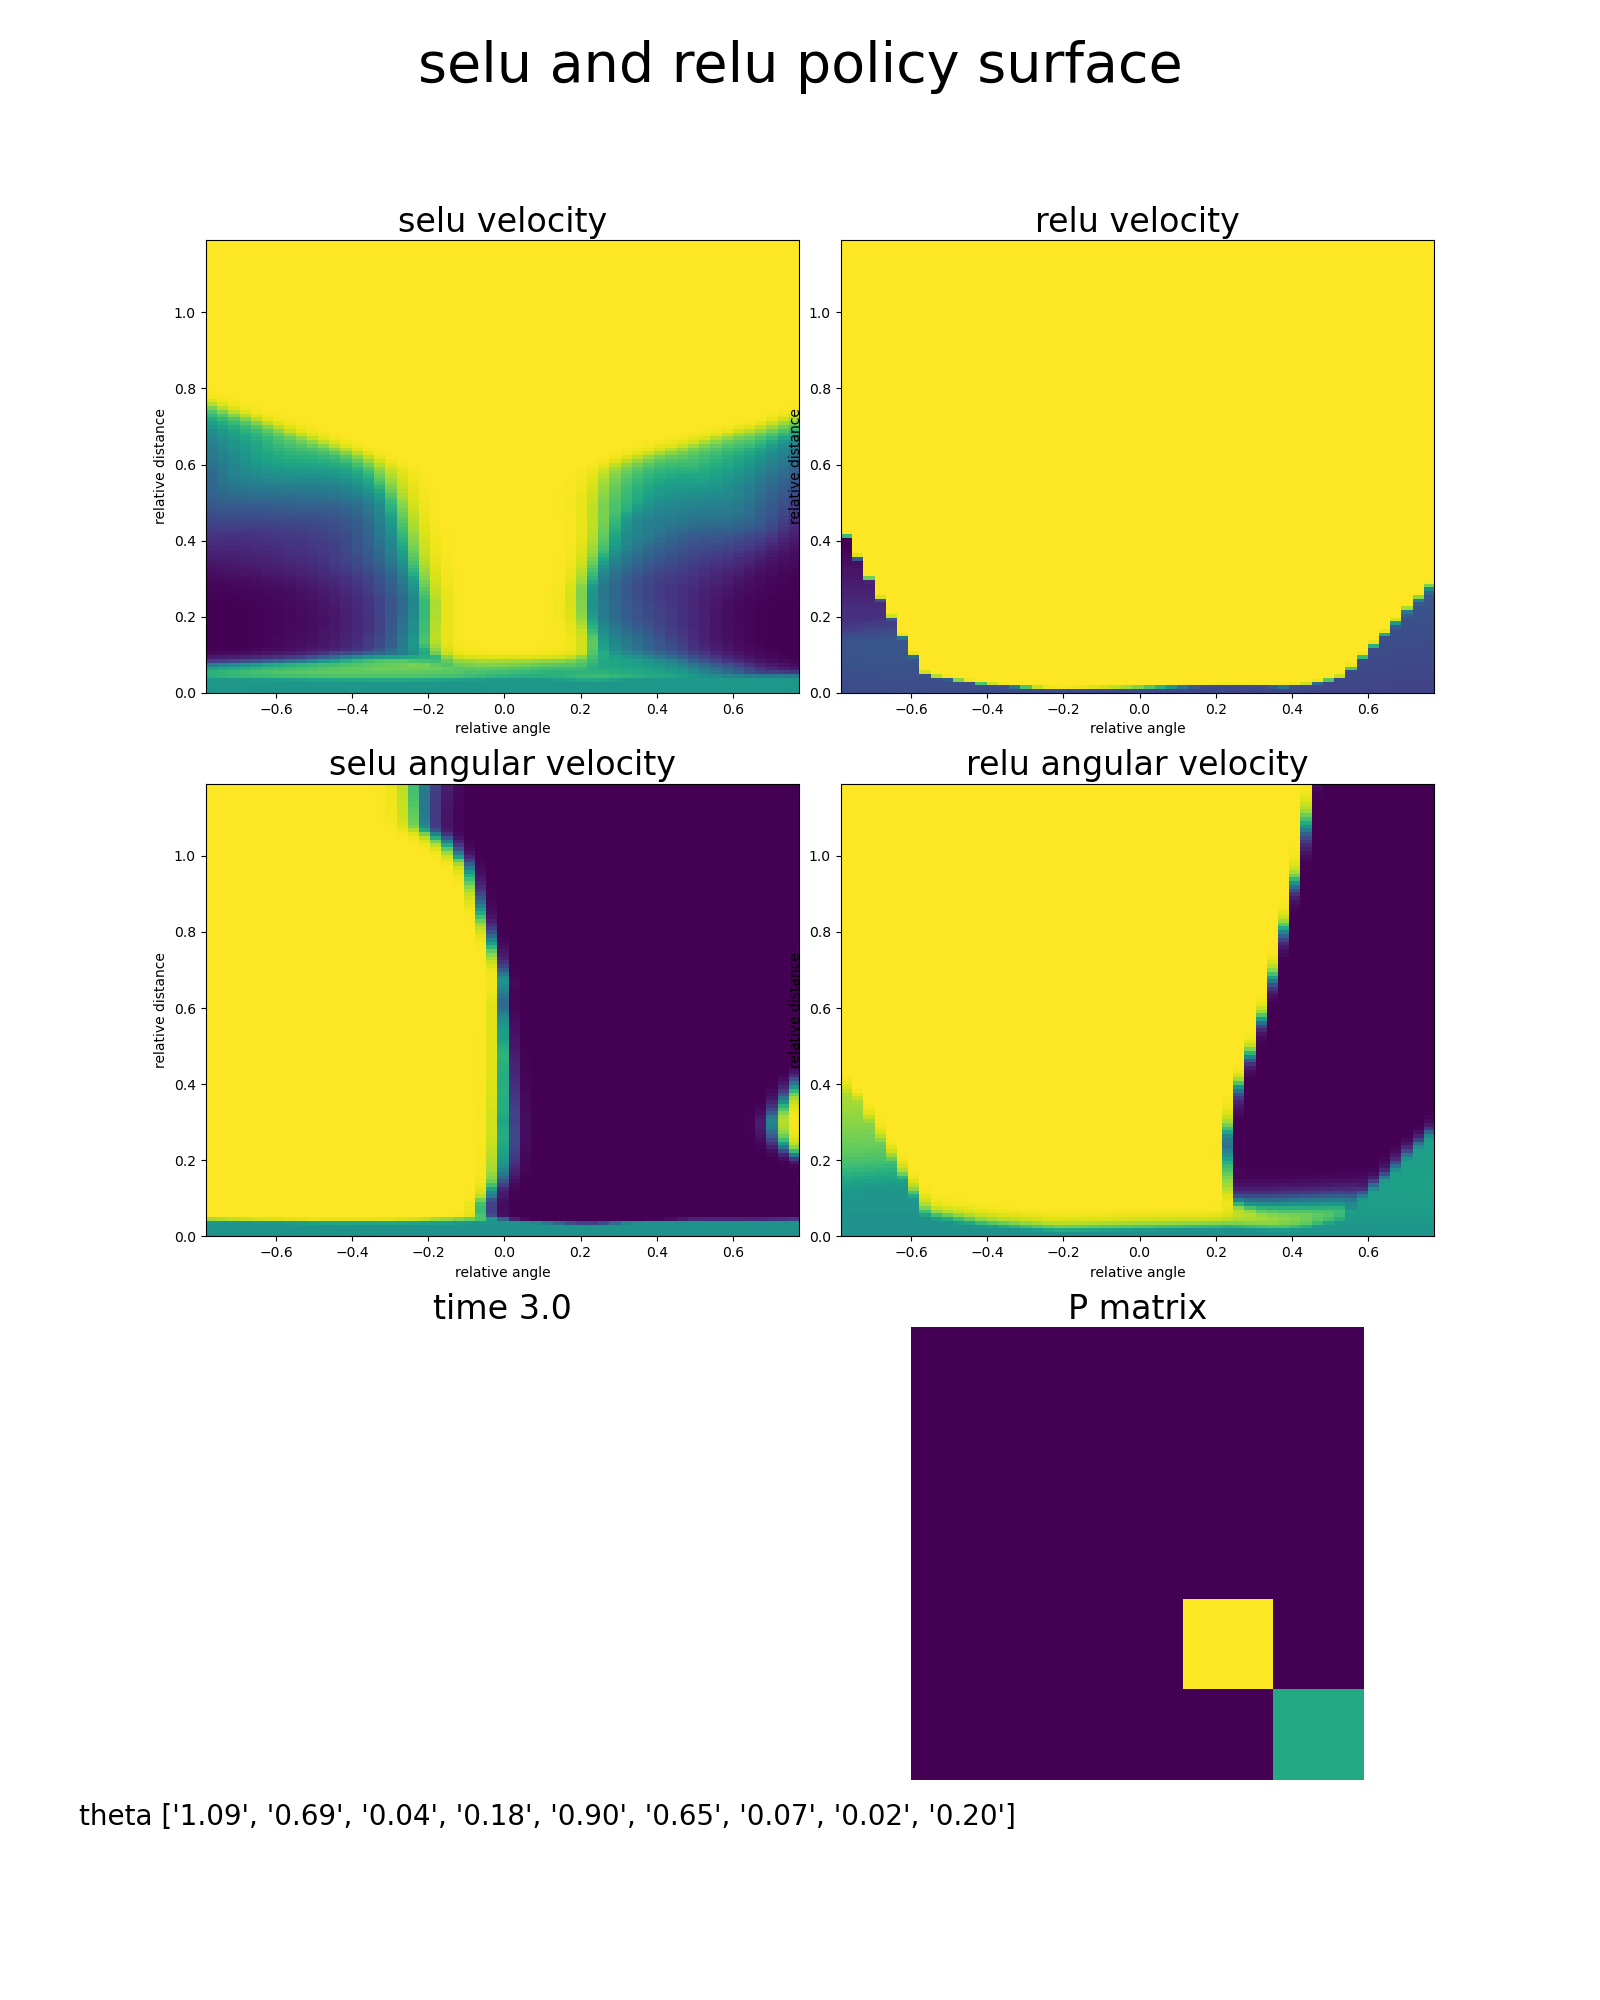 selu and relu policy surface
selu velocity
relu velocity
1.0
0.8
0.6
0.4
0.2
0.0
relative distance
−0.6 −0.4 −0.2 0.0 0.2 0.4 0.6
relative angle
1.0
0.8
0.6
0.4
0.2
0.0
relative distance
−0.6 −0.4 −0.2 0.0 0.2 0.4 0.6
relative angle
selu angular velocity
relu angular velocity
1.0
0.8
0.6
0.4
0.2
0.0
relative distance
−0.6 −0.4 −0.2 0.0 0.2 0.4 0.6
relative angle
1.0
0.8
0.6
0.4
0.2
0.0
relative distance
−0.6 −0.4 −0.2 0.0 0.2 0.4 0.6
relative angle
time 3.0
P matrix
theta ['1.09', '0.69', '0.04', '0.18', '0.90', '0.65', '0.07', '0.02', '0.20']